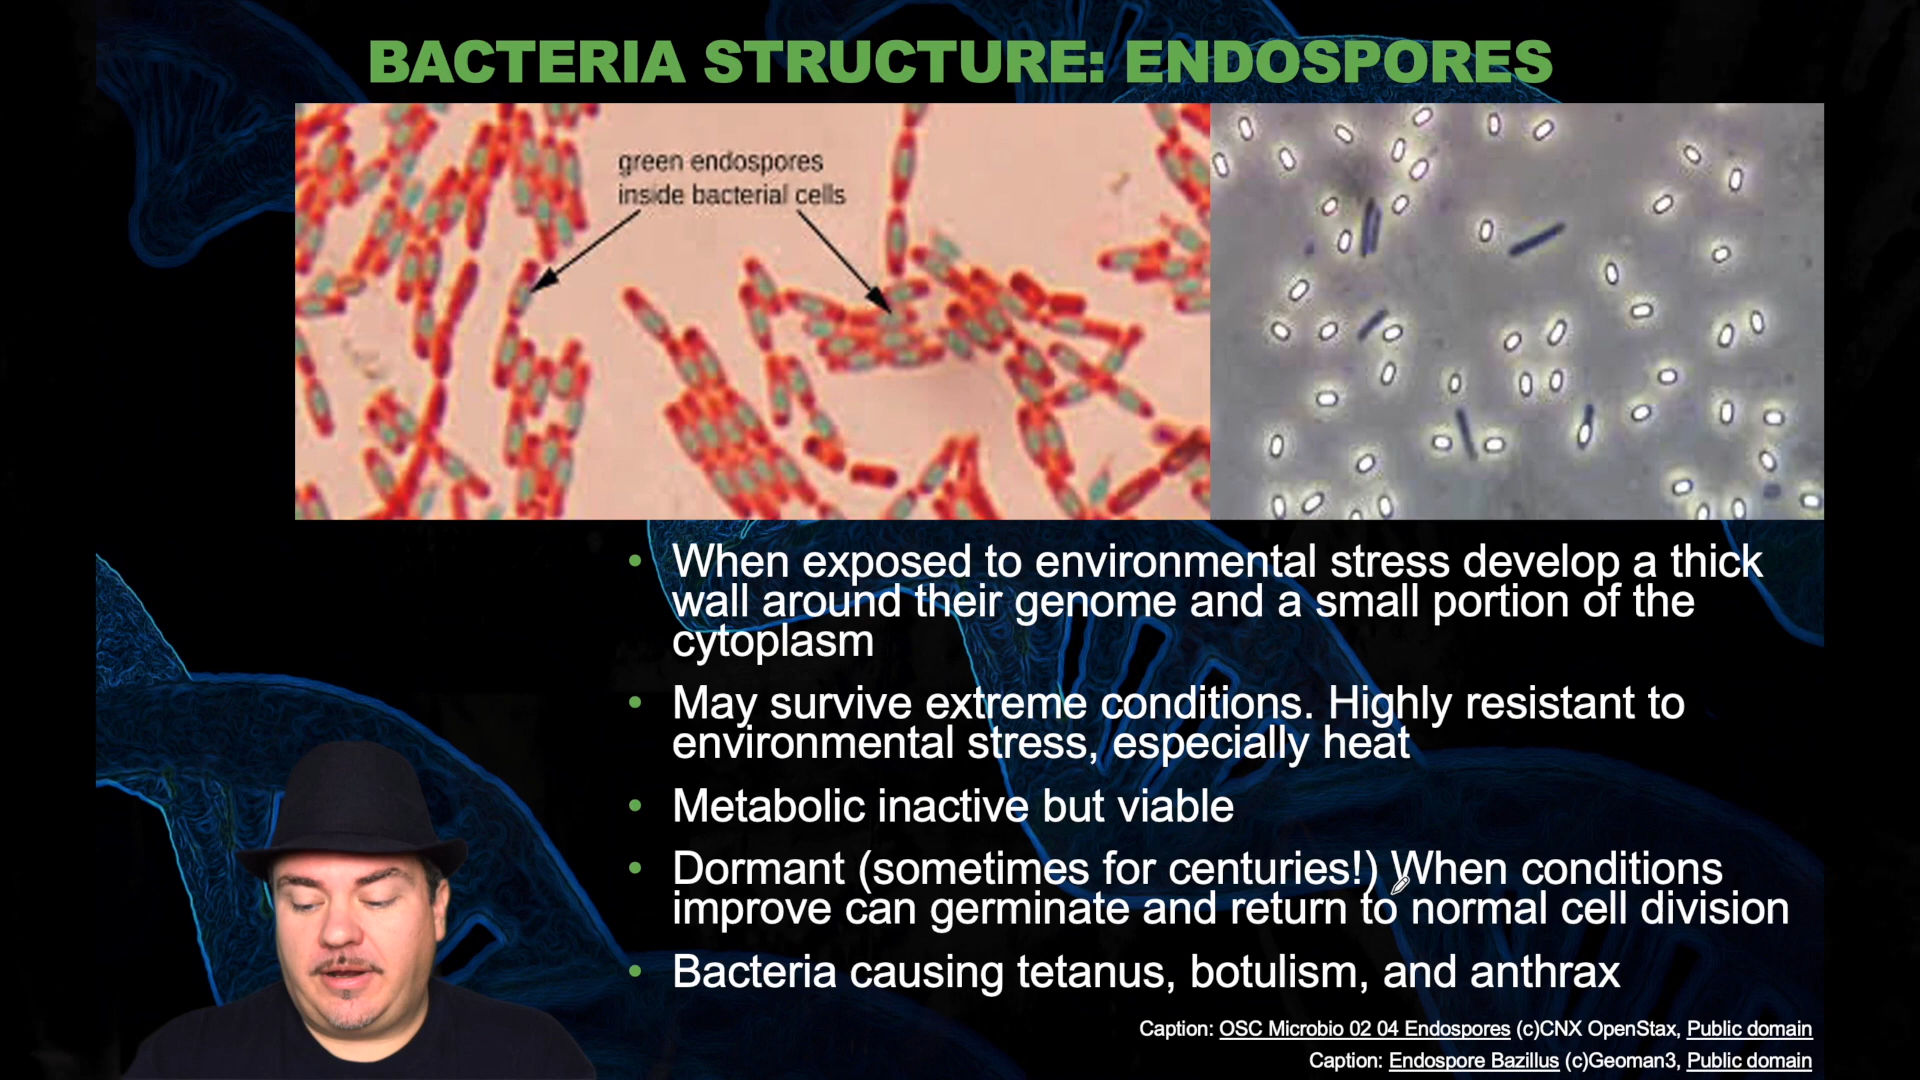 BACTERIA STRUCTURE: ENDOSPORES
green endospores
inside bacterial cells
• When exposed to environmental stress develop a thick
wall around their genome and a small portion of the
cytoplasm
• May survive extreme conditions. Highly resistant to
environmental stress, especially heat
• Metabolic inactive but viable
• Dormant (sometimes for centuries!) When conditions
improve can germinate and return to normal cell division
• Bacteria causing tetanus, botulism, and anthrax
Caption: OSC Microbio 02 04 Endospores (c)CNX OpenStax, Public domain
Caption: Endospore Bazillus (c)Geoman3, Public domain